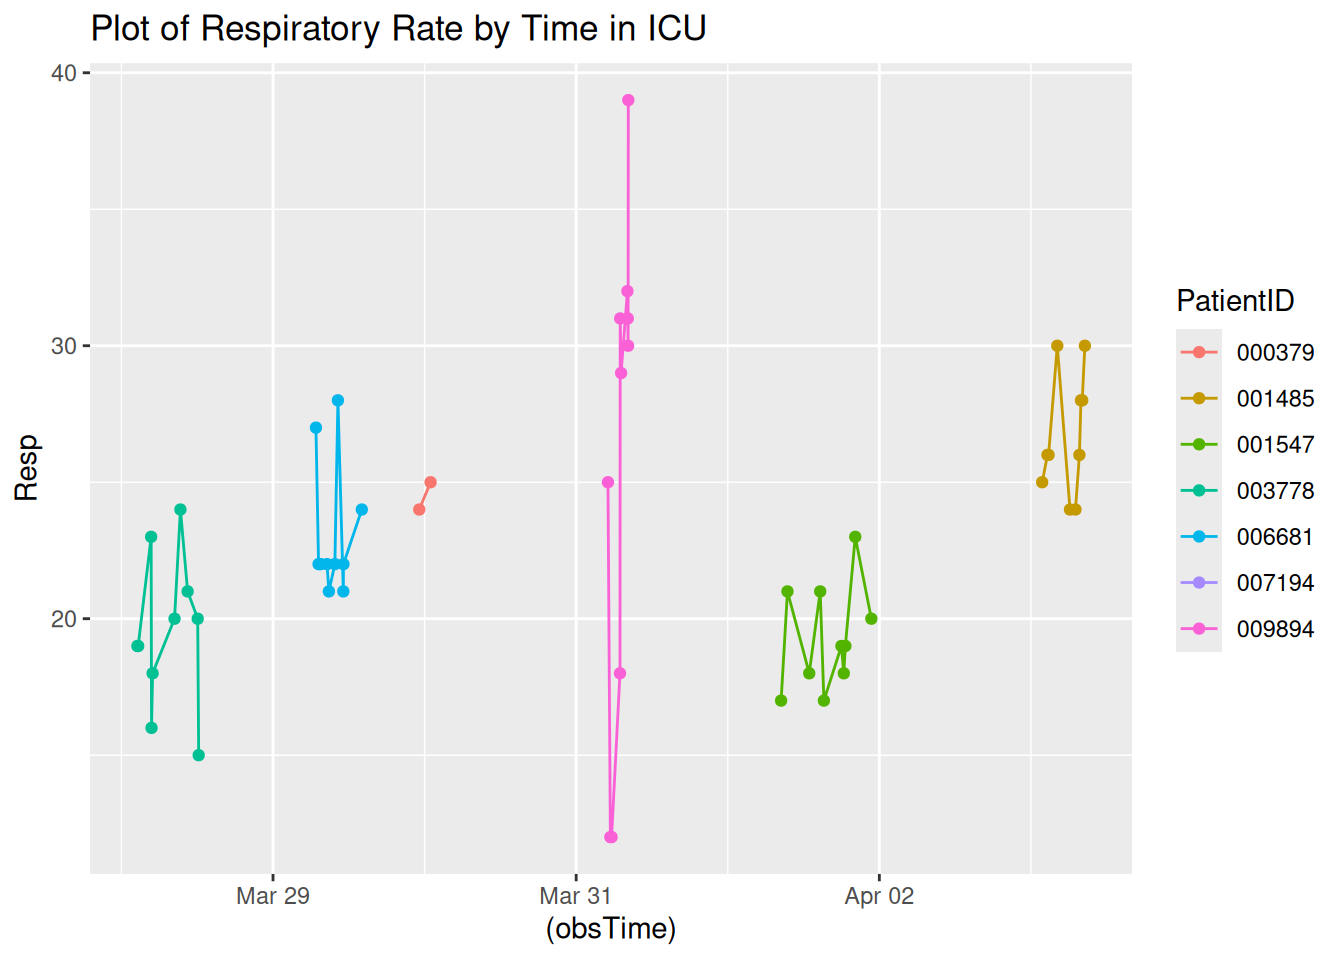 Plot of Respiratory Rate by Time in ICU
40
30
20
Resp
Mar 29
Mar 31
Apr 02
(obsTime)
PatientID
000379
001485
001547
003778
006681
007194
009894